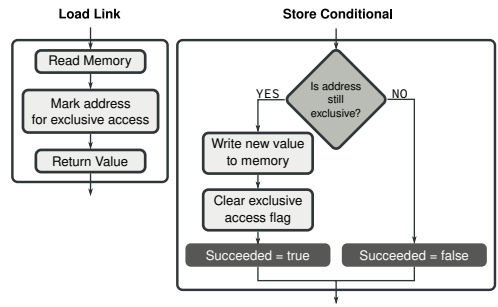 Load Link
Read Memory
Mark address
for exclusive access
Return Value
Store Conditional
Is address
still
exclusive?
YES
NO
Write new value
to memory
Clear exclusive
access flag
Succeeded = true
Succeeded = false